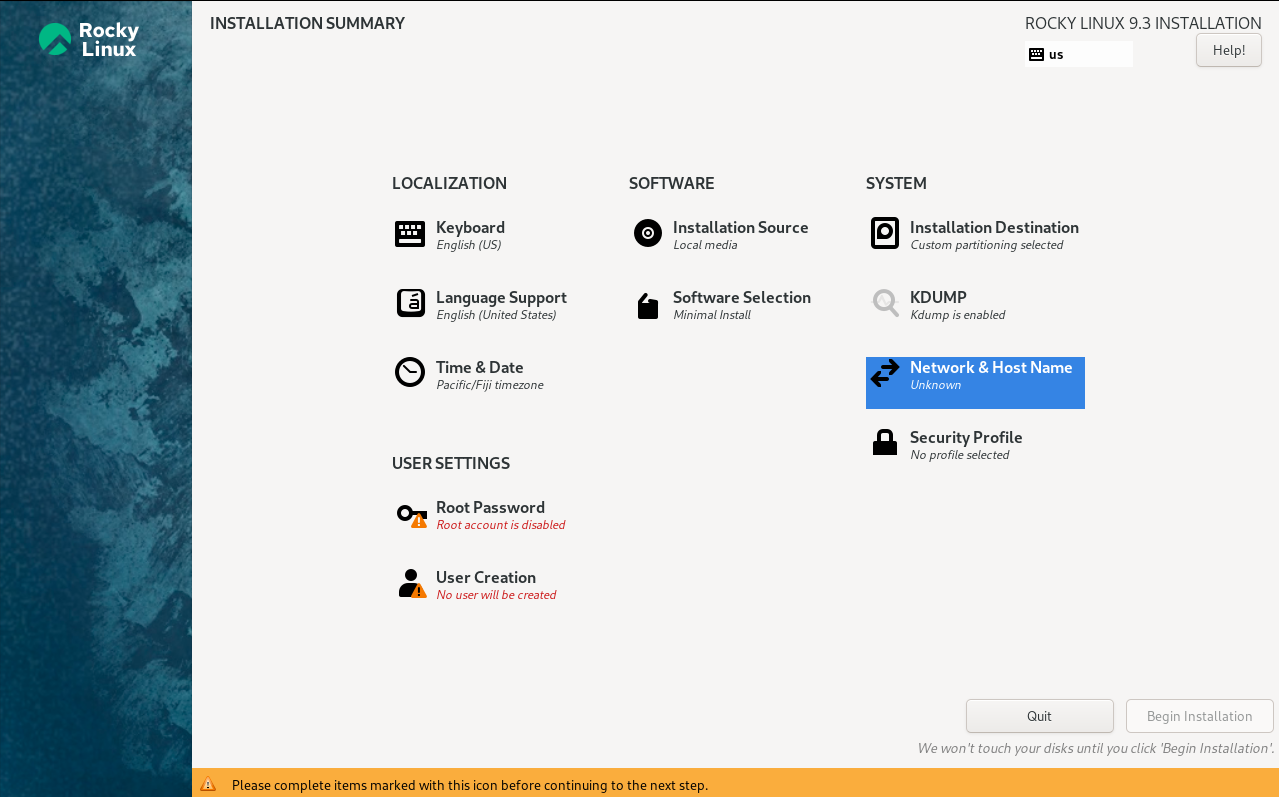 Rocky
Linux
INSTALLATION SUMMARY
ROCKY LINUX 9.3 INSTALLATION
us
Help!
LOCALIZATION
Keyboard
English (US)
Language Support
English (United States)
Time & Date
Pacific/Fiji timezone
SOFTWARE
Installation Source
Local media
Software Selection
Minimal Install
SYSTEM
Installation Destination
Custom partitioning selected
KDUMP
Kdump is enabled
Network & Host Name
Unknown
Security Profile
No profile selected
USER SETTINGS
Root Password
Root account is disabled
User Creation
No user will be created
Quit
Begin Installation
We won't touch your disks until you click 'Begin Installation'.
Please complete items marked with this icon before continuing to the next step.